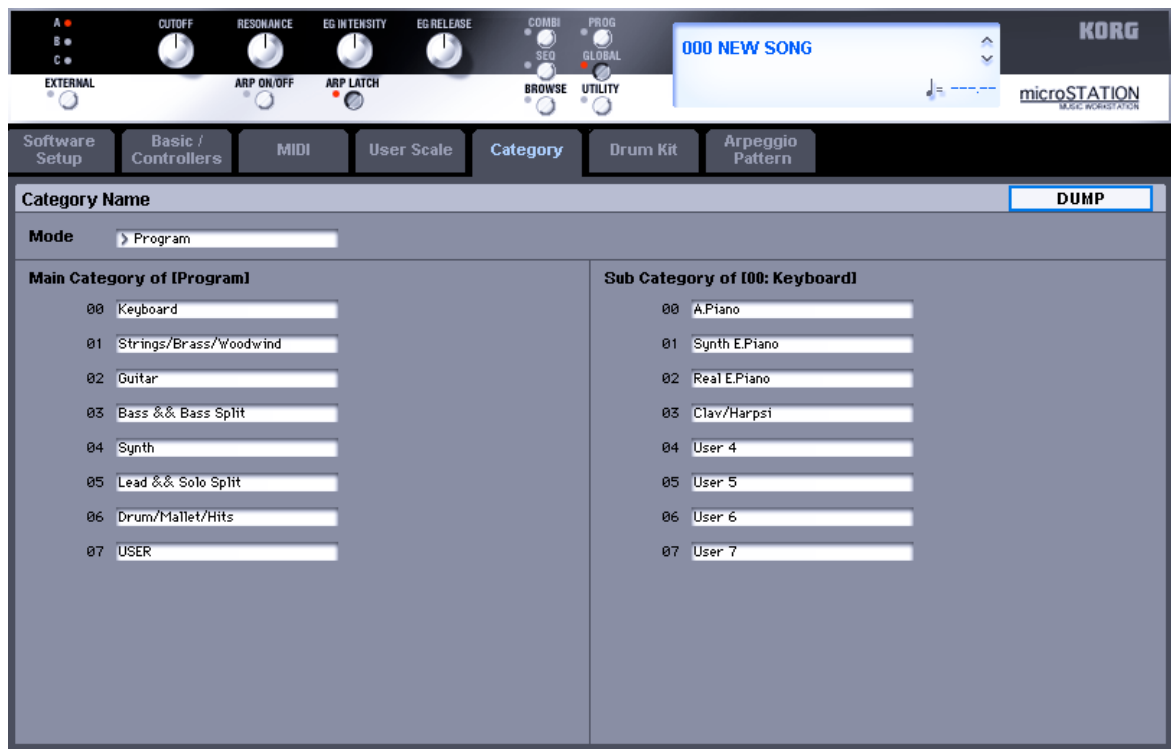 A CUTOFF RESONANCE EG INTENSITY EG RELEASE COMBI PROG
B
C
SEQ GLOBAL
000 NEW SONG
KORG
EXTERNAL ARP ON/OFF ARP LATCH BROWSE UTILITY
♩= ---.--
microSTATION
MUSIC WORKSTATION
Software Setup
Basic / Controllers
MIDI
User Scale
Category
Drum Kit
Arpeggio Pattern
Category Name
DUMP
Mode > Program
Main Category of [Program]
00 Keyboard
01 Strings/Brass/Woodwind
02 Guitar
03 Bass && Bass Split
04 Synth
05 Lead && Solo Split
06 Drum/Mallet/Hits
07 USER
Sub Category of [00: Keyboard]
00 A.Piano
01 Synth E.Piano
02 Real E.Piano
03 Clav/Harpsi
04 User 4
05 User 5
06 User 6
07 User 7